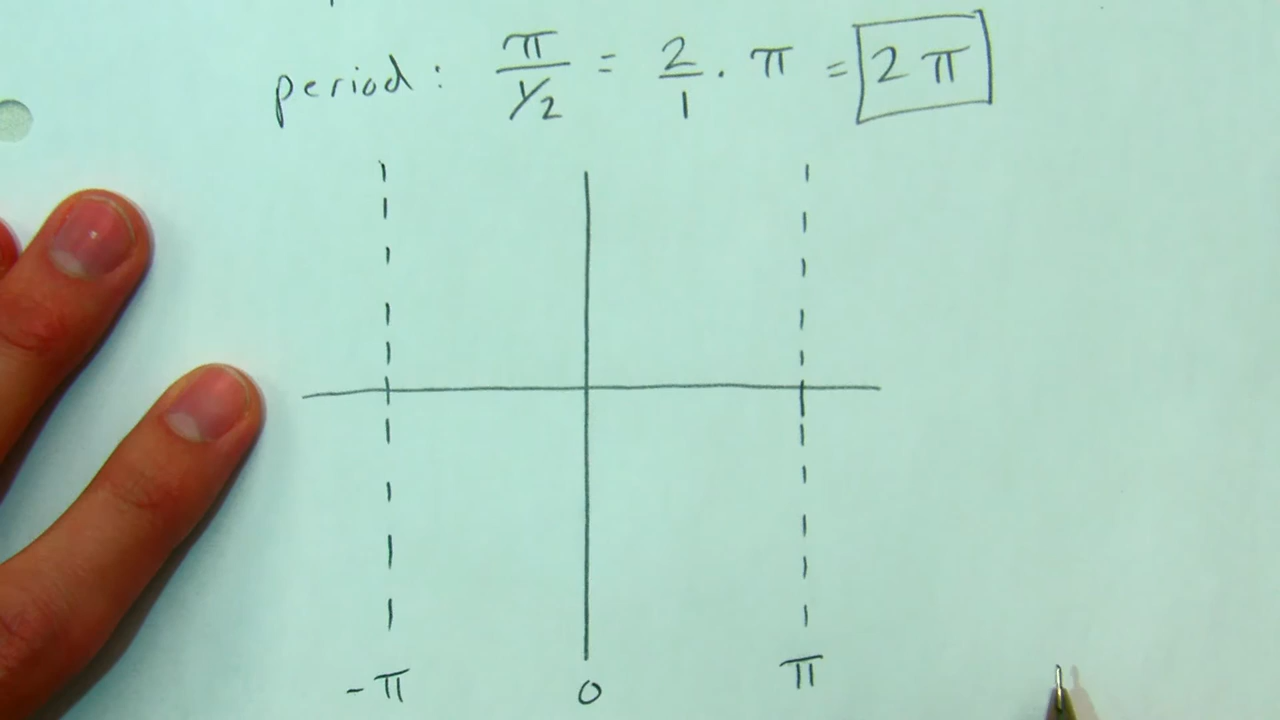 period: π / 1/2 = 2/1 · π = 2π
-π 0 π